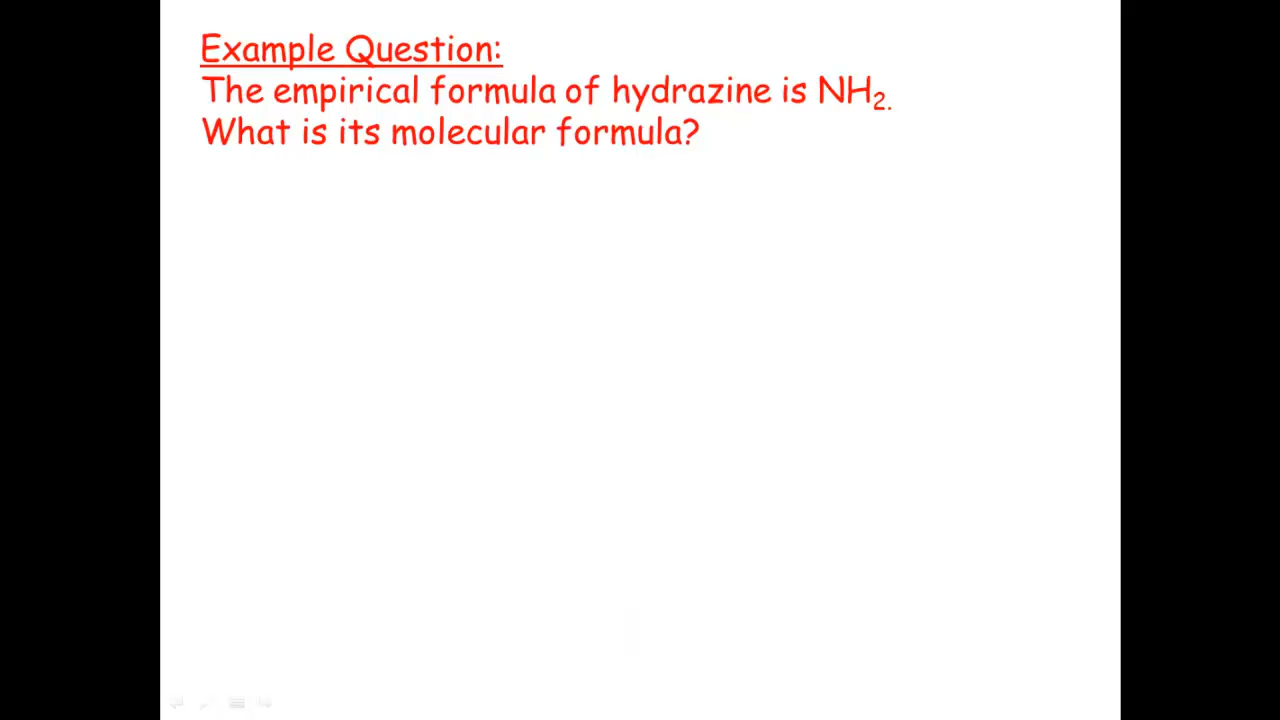 Example Question:
The empirical formula of hydrazine is NH₂.
What is its molecular formula?